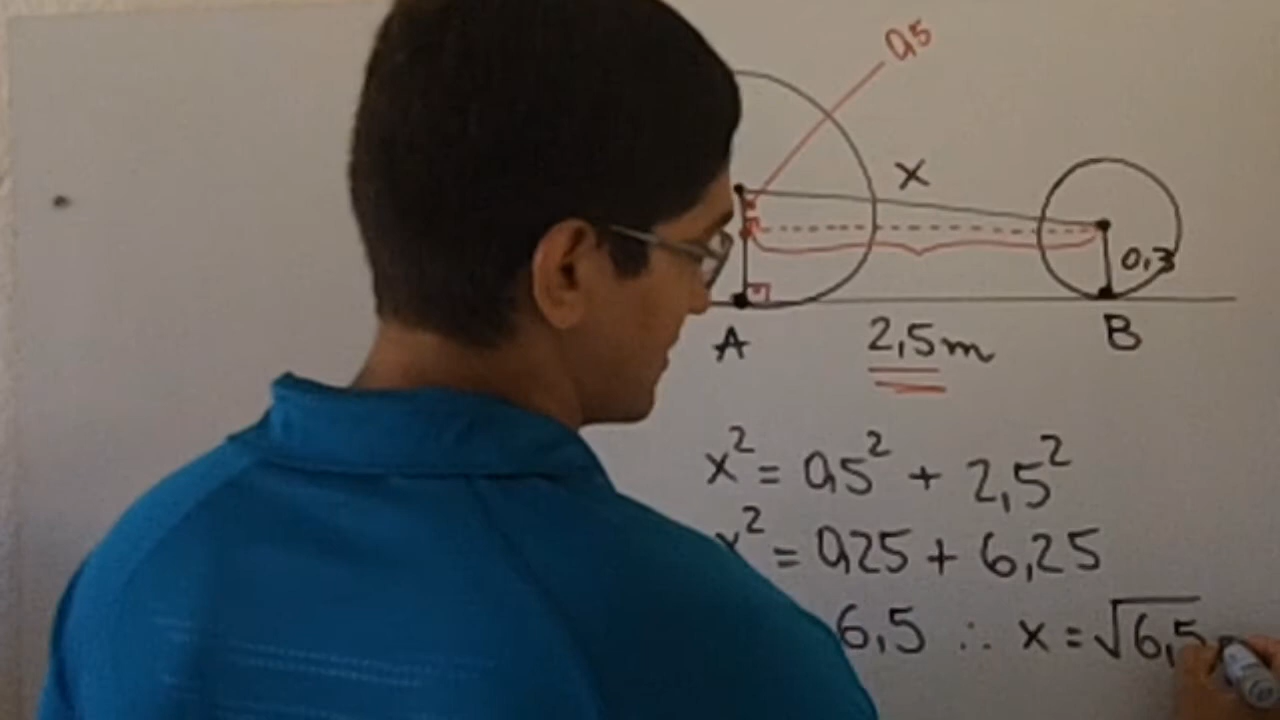 0,5
x
0,3
A 2,5m B
x² = 0,5² + 2,5²
x² = 0,25 + 6,25
6,5 ∴ x = √6,5